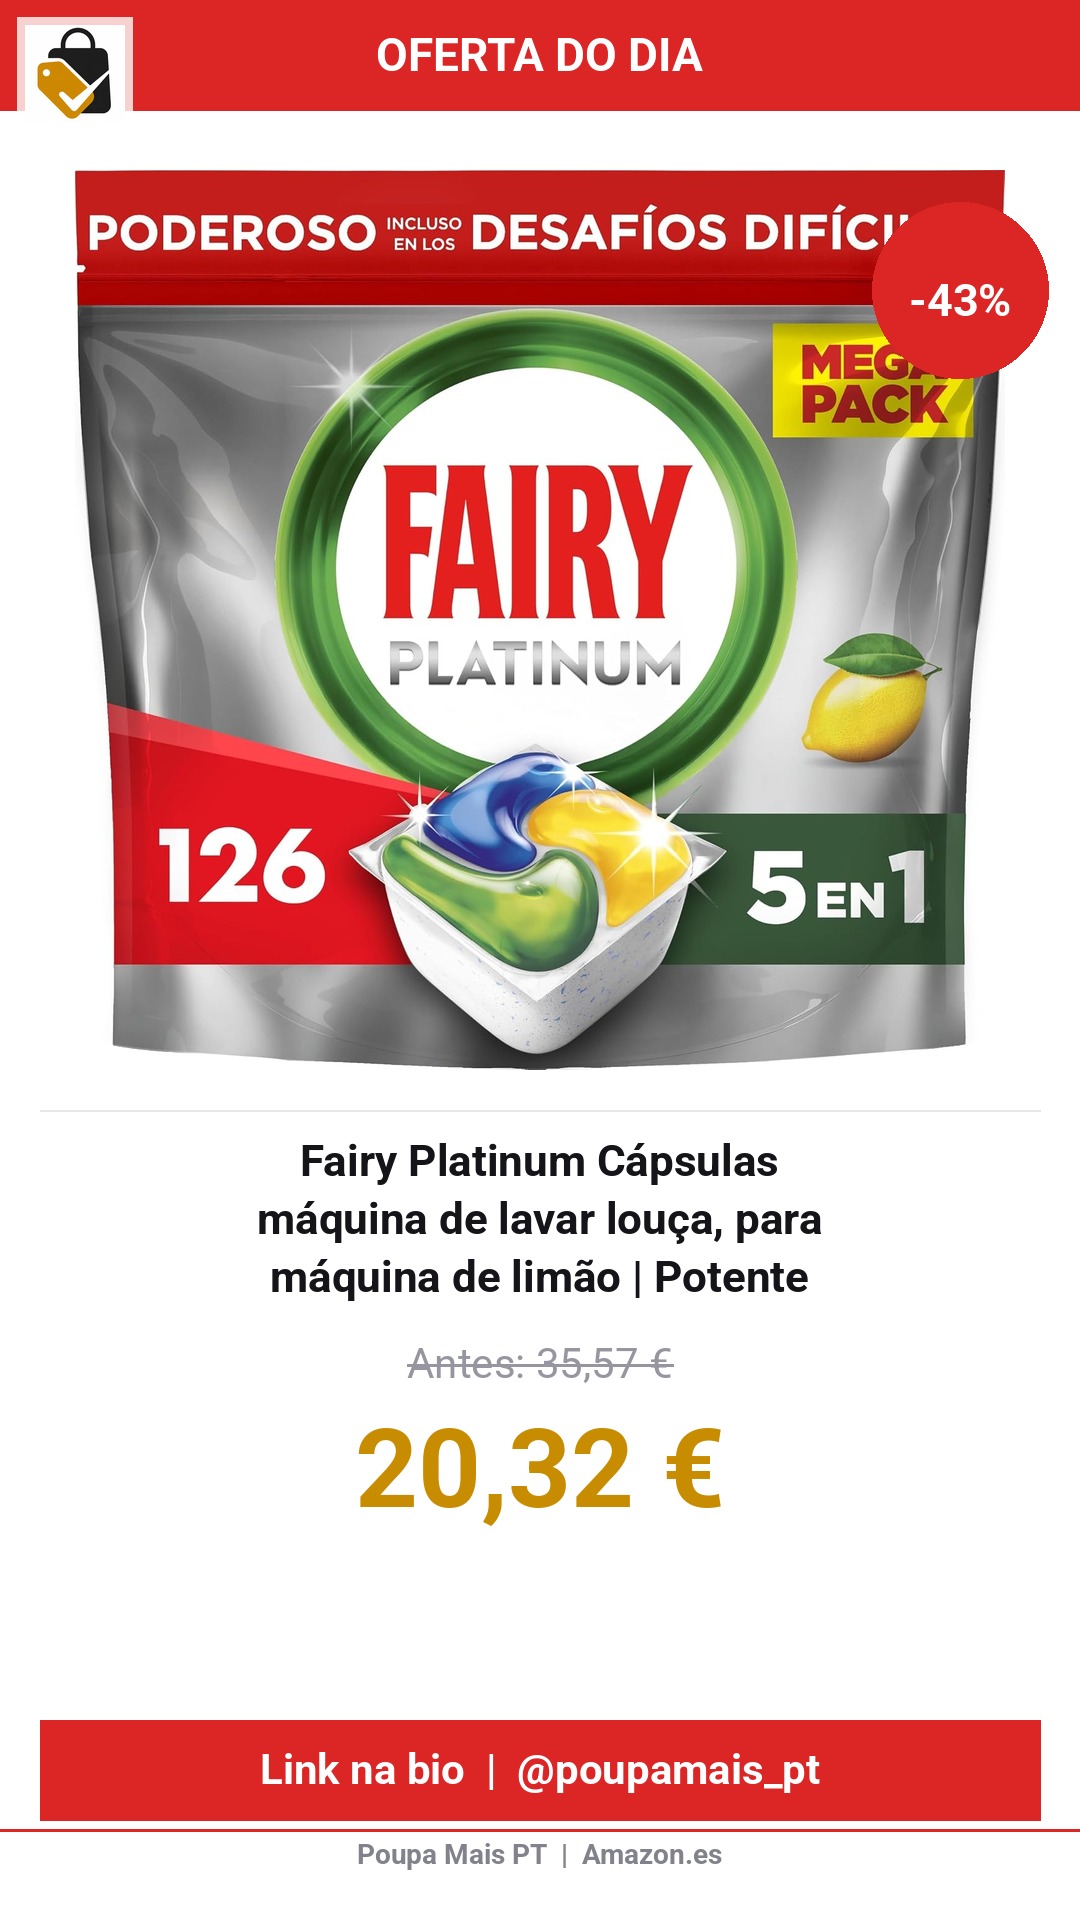 OFERTA DO DIA
PODEROSO INCLUSO EN LOS DESAFÍOS
-43%
PACK
FAIRY
PLATINUM
126
5 EN 1
Fairy Platinum Cápsulas
máquina de lavar louça, para
máquina de limão | Potente
Antes: 35,57 €
20,32 €
Link na bio | @poupamais_pt
Poupa Mais PT | Amazon.es